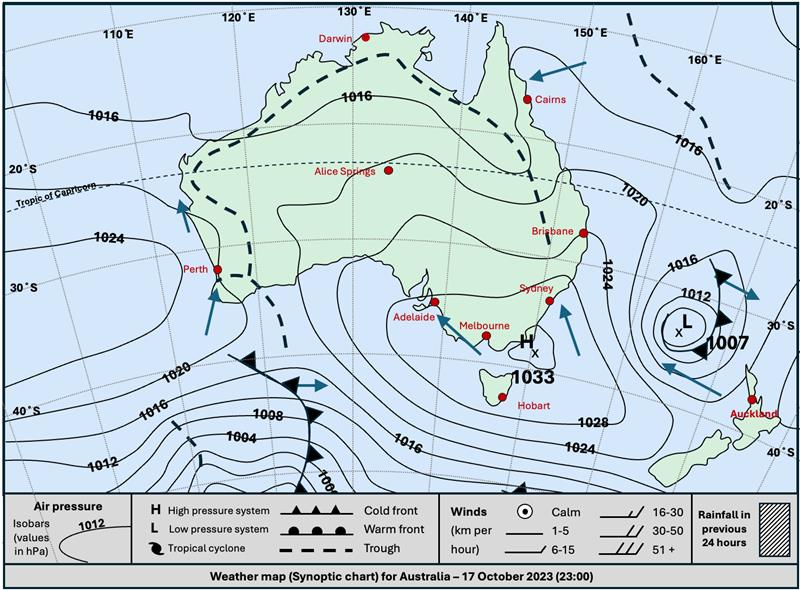 110°E
120°E
130°E
140°E
150°E
160°E
Darwin
Cairns
1016
1016
1016
20°S
Alice Springs
Tropic of Capricorn
1020
20°S
1024
Brisbane
1016
Perth
1024
30°S
Sydney
1012
Adelaide
Melbourne
L
x
30°S
H
x
1007
1033
1020
Hobart
Auckland
40°S
1016
1008
1028
1004
1016
1024
40°S
1012
Air pressure
Isobars
(values
in hPa)
1012
H High pressure system
L Low pressure system
Tropical cyclone
Cold front
Warm front
Trough
Winds
(km per
hour)
Calm
1-5
6-15
16-30
30-50
51 +
Rainfall in
previous
24 hours
Weather map (Synoptic chart) for Australia – 17 October 2023 (23:00)